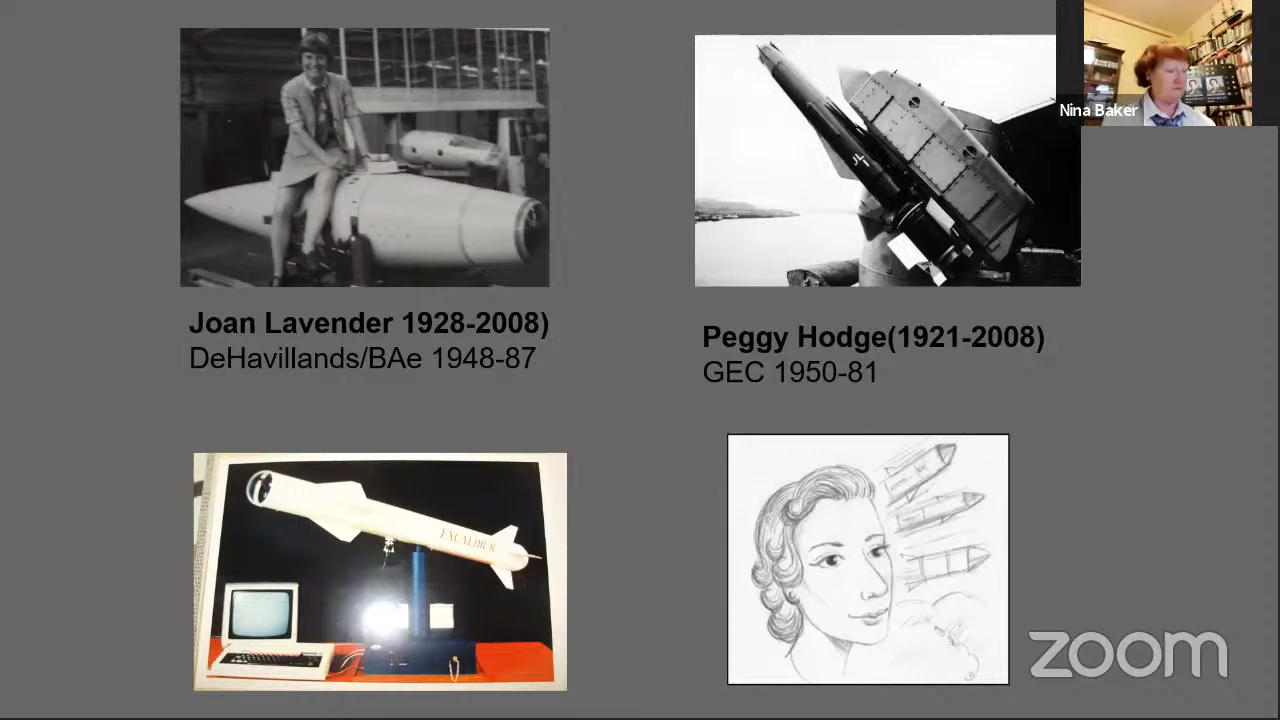 Nina Baker
Joan Lavender 1928-2008)
DeHavillands/BAe 1948-87
Peggy Hodge(1921-2008)
GEC 1950-81
EXCALIBUR
zoom